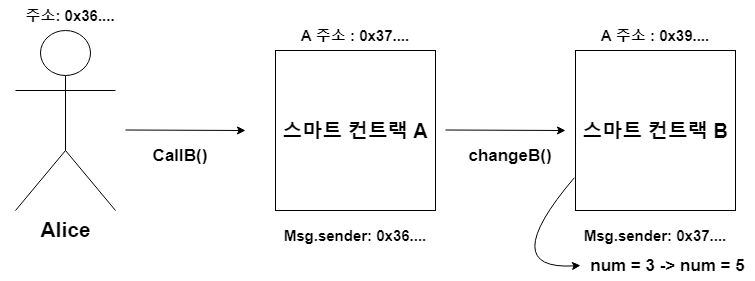 주소: 0x36....
Alice
CallB()
A 주소 : 0x37....
스마트 컨트랙 A
Msg.sender: 0x36....
changeB()
A 주소 : 0x39....
스마트 컨트랙 B
Msg.sender: 0x37....
num = 3 -> num = 5